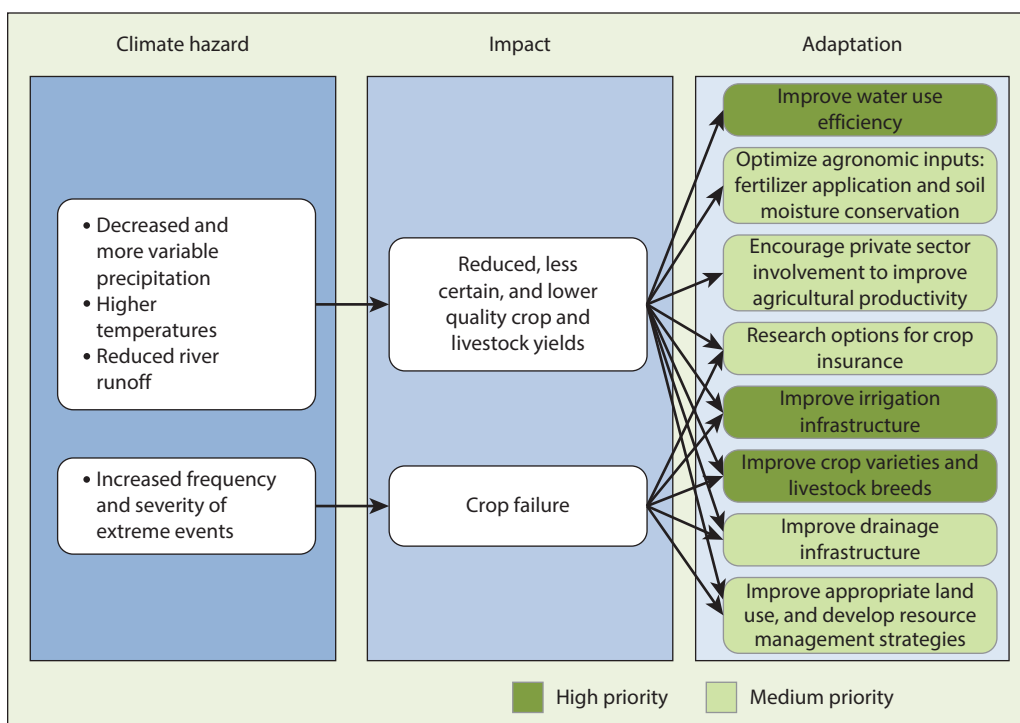 Climate hazard
Impact
Adaptation
• Decreased and
more variable
precipitation
• Higher
temperatures
• Reduced river
runoff
• Increased frequency
and severity of
extreme events
Reduced, less
certain, and lower
quality crop and
livestock yields
Crop failure
Improve water use
efficiency
Optimize agronomic inputs:
fertilizer application and soil
moisture conservation
Encourage private sector
involvement to improve
agricultural productivity
Research options for crop
insurance
Improve irrigation
infrastructure
Improve crop varieties and
livestock breeds
Improve drainage
infrastructure
Improve appropriate land
use, and develop resource
management strategies
High priority
Medium priority